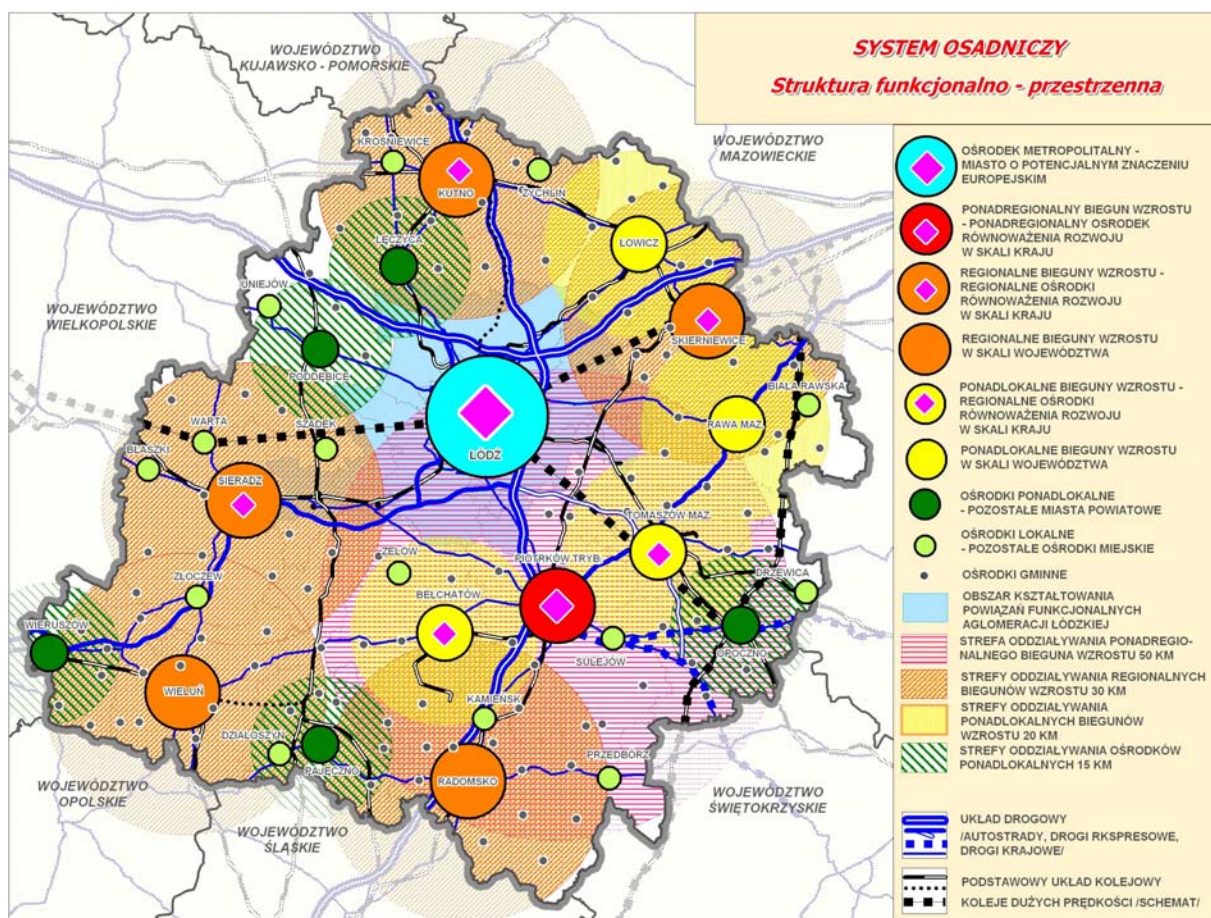 SYSTEM OSADNICZY
Struktura funkcjonalno - przestrzenna
WOJEWÓDZTWO
KUJAWSKO - POMORSKIE
WOJEWÓDZTWO
MAZOWIECKIE
WOJEWÓDZTWO
WIELKOPOLSKIE
WOJEWÓDZTWO
OPOLSKIE
WOJEWÓDZTWO
ŚLĄSKIE
WOJEWÓDZTWO
ŚWIĘTOKRZYSKIE
KROŚNIEWICE
KUTNO
ŻYCHLIN
ŁĘCZYCA
ŁOWICZ
UNIEJÓW
SKIERNIEWICE
PODDĘBICE
BIAŁA RAWSKA
WARTA
SZADEK
ŁÓDŹ
RAWA MAZ.
BŁASZKI
SIERADZ
TOMASZÓW MAZ.
ZELÓW
PIOTRKÓW TRYB.
DRZEWICA
ZŁOCZEW
BEŁCHATÓW
WIERUSZÓW
SULEJÓW
OPOCZNO
WIELUŃ
KAMIEŃSK
DZIAŁOSZYN
PAJĘCZNO
RADOMSKO
PRZEDBÓRZ
OŚRODEK METROPOLITALNY -
MIASTO O POTENCJALNYM ZNACZENIU
EUROPEJSKIM
PONADREGIONALNY BIEGUN WZROSTU
- PONADREGIONALNY OSRODEK
RÓWNOWAŻENIA ROZWOJU
W SKALI KRAJU
REGIONALNE BIEGUNY WZROSTU -
REGIONALNE OŚRODKI
RÓWNOWAŻENIA ROZWOJU
W SKALI KRAJU
REGIONALNE BIEGUNY WZROSTU
W SKALI WOJEWÓDZTWA
PONADLOKALNE BIEGUNY WZROSTU -
REGIONALNE OŚRODKI
RÓWNOWAŻENIA ROZWOJU
W SKALI KRAJU
PONADLOKALNE BIEGUNY WZROSTU
W SKALI WOJEWÓDZTWA
OŚRODKI PONADLOKALNE
- POZOSTAŁE MIASTA POWIATOWE
OŚRODKI LOKALNE
- POZOSTAŁE OŚRODKI MIEJSKIE
OŚRODKI GMINNE
OBSZAR KSZTAŁTOWANIA
POWIĄZAŃ FUNKCJONALNYCH
AGLOMERACJI ŁÓDZKIEJ
STREFA ODDZIAŁYWANIA PONADREGIO-
NALNEGO BIEGUNA WZROSTU 50 KM
STREFY ODDZIAŁYWANIA REGIONALNYCH
BIEGUNÓW WZROSTU 30 KM
STREFY ODDZIAŁYWANIA
PONADLOKALNYCH BIEGUNÓW
WZROSTU 20 KM
STREFY ODDZIAŁYWANIA OŚRODKÓW
PONADLOKALNYCH 15 KM
UKŁAD DROGOWY
/AUTOSTRADY, DROGI RKSPRESOWE,
DROGI KRAJOWE/
PODSTAWOWY UKŁAD KOLEJOWY
KOLEJE DUŻYCH PRĘDKOŚCI /SCHEMAT/